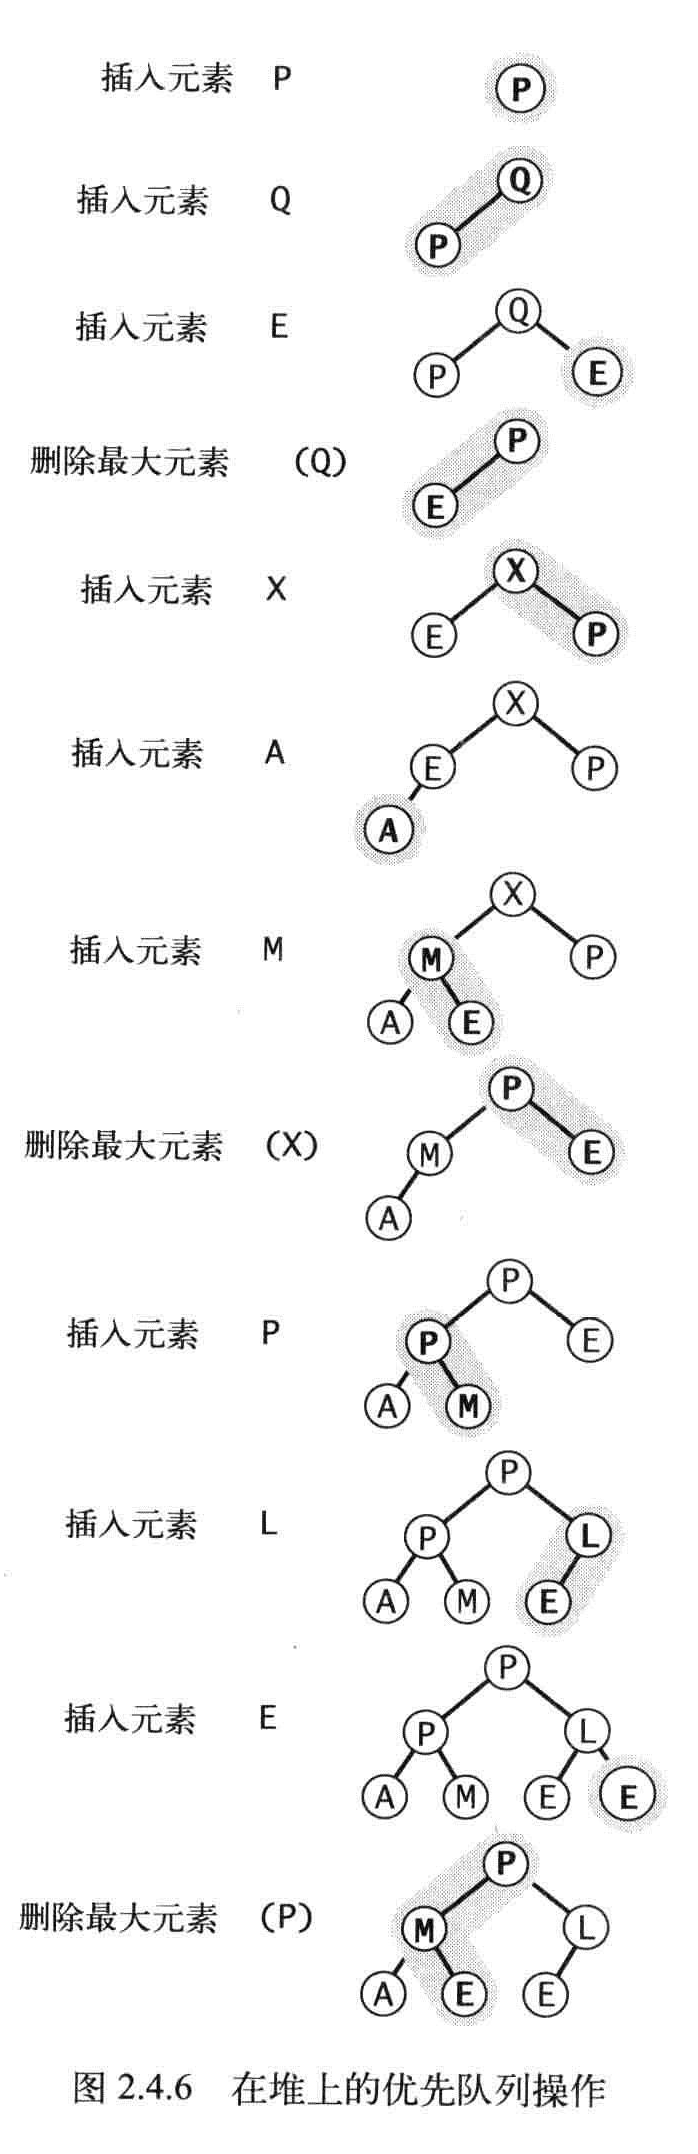 插入元素 P
P
插入元素 Q
Q
P
插入元素 E
Q
P E
删除最大元素 (Q)
P
E
插入元素 X
X
E P
插入元素 A
X
E P
A
插入元素 M
X
M P
A E
删除最大元素 (X)
P
M E
A
插入元素 P
P
P E
A M
插入元素 L
P
P L
A M E
插入元素 E
P
P L
A M E E
删除最大元素 (P)
P
M L
A E E
图 2.4.6 在堆上的优先队列操作